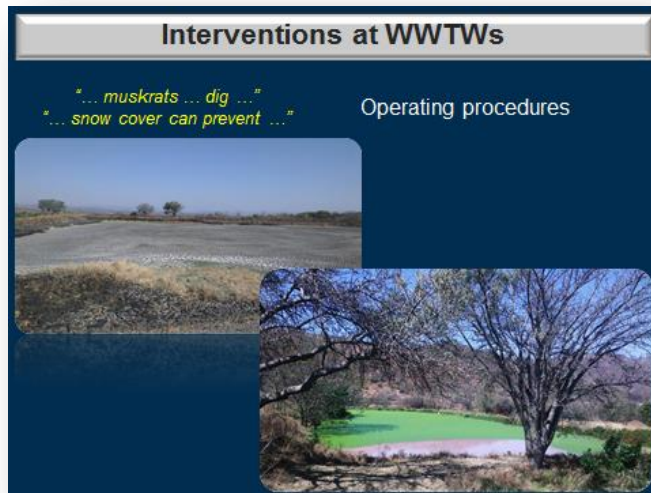 Interventions at WWTWs
“… muskrats … dig …”
“… snow cover can prevent …”
Operating procedures